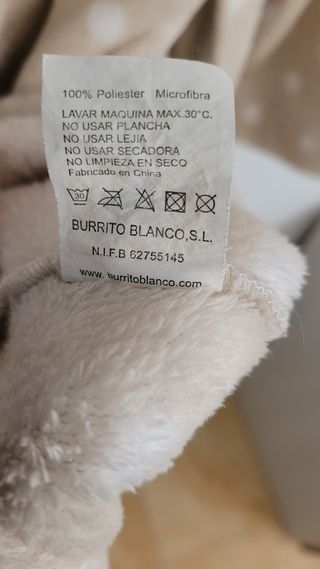 100% Poliester Microfibra
LAVAR MAQUINA MAX.30°C.
NO USAR PLANCHA
NO USAR LEJIA
NO USAR SECADORA
NO LIMPIEZA EN SECO
Fabricado en China
30
BURRITO BLANCO,S.L.
N.I.F.B 62755145
www.burritoblanco.com